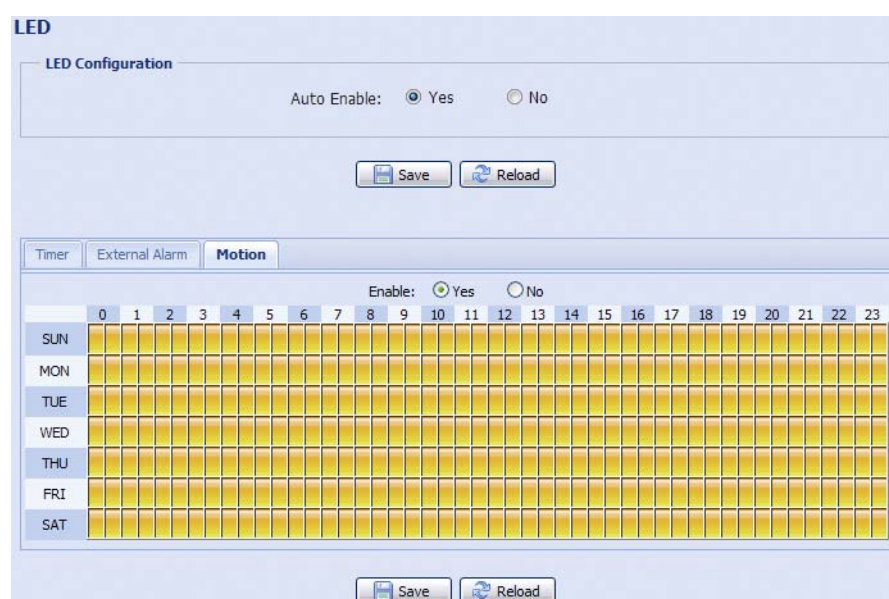 LED
LED Configuration
Auto Enable: Yes No
Save Reload
Timer External Alarm Motion
Enable: Yes No
0 1 2 3 4 5 6 7 8 9 10 11 12 13 14 15 16 17 18 19 20 21 22 23
SUN
MON
TUE
WED
THU
FRI
SAT
Save Reload